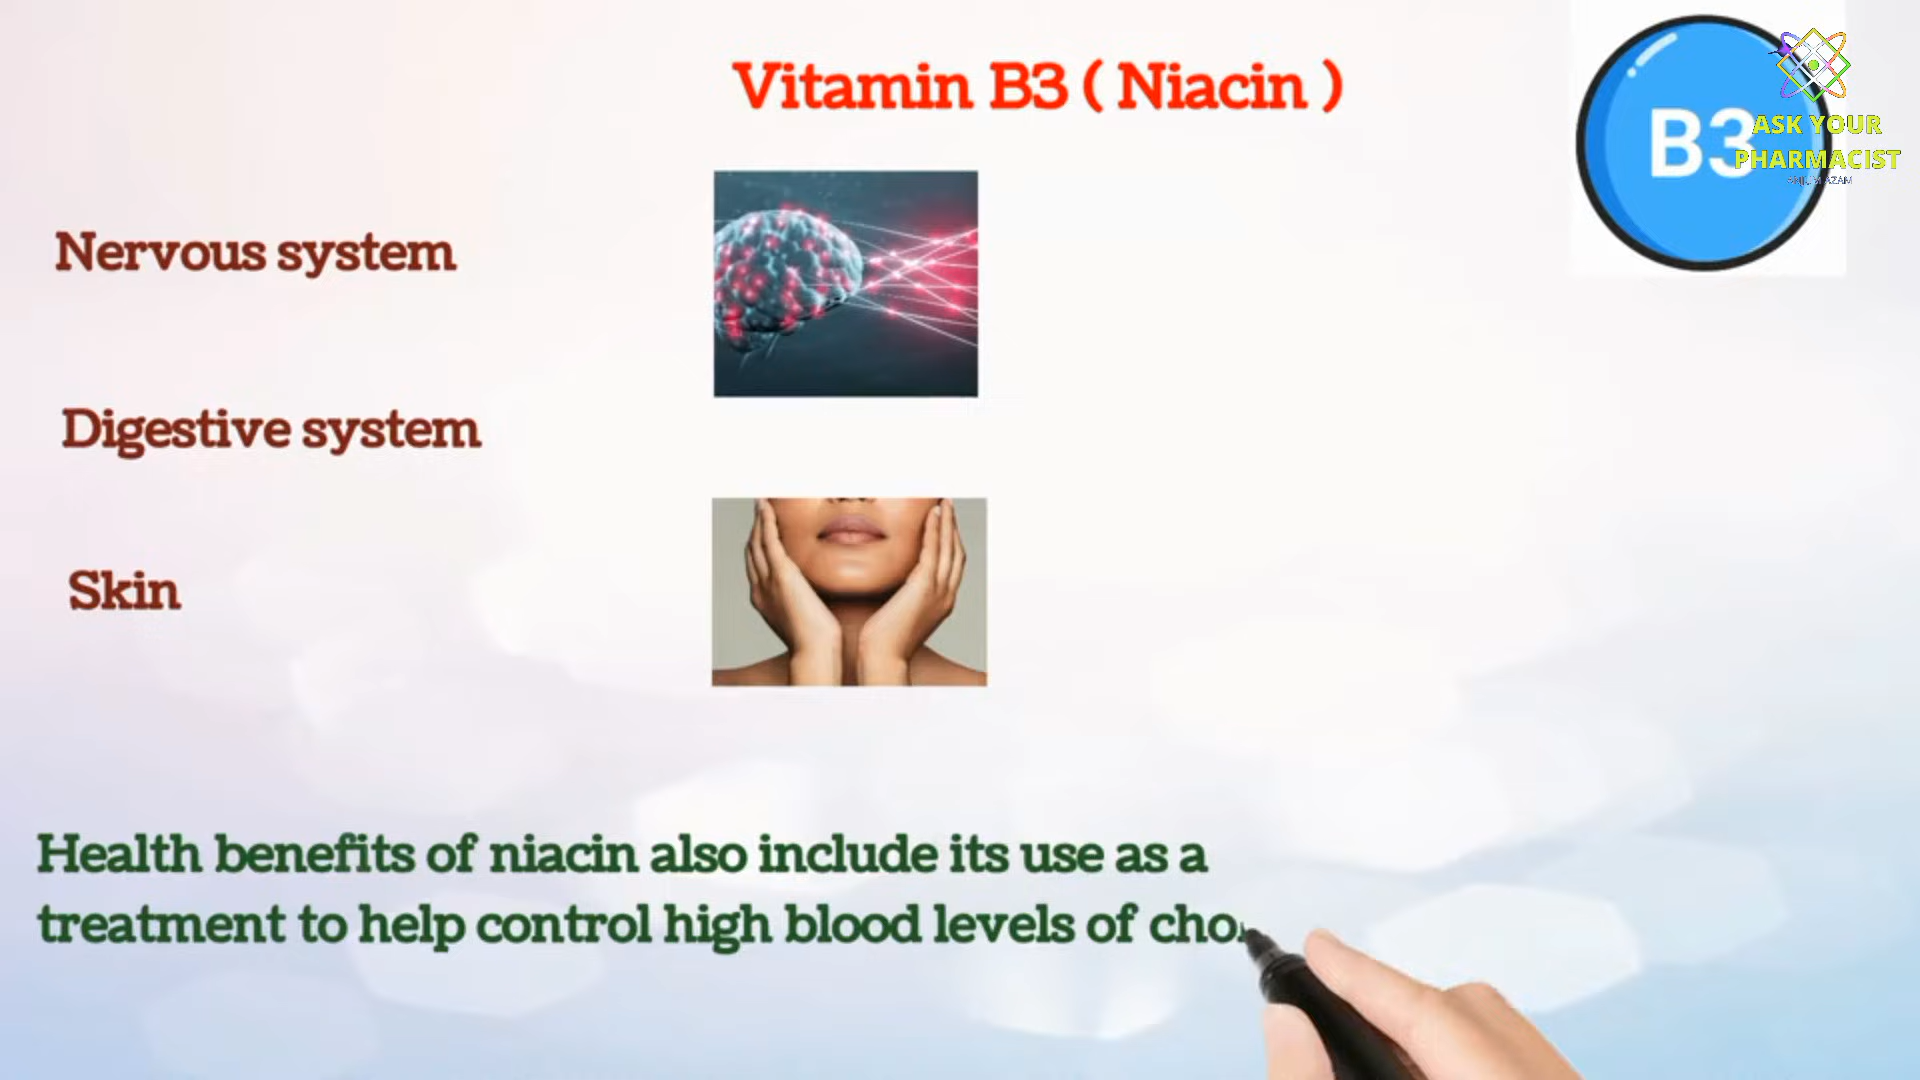 Vitamin B3 ( Niacin )
B3
ASK YOUR
PHARMACIST
Nervous system
Digestive system
Skin
Health benefits of niacin also include its use as a
treatment to help control high blood levels of cho